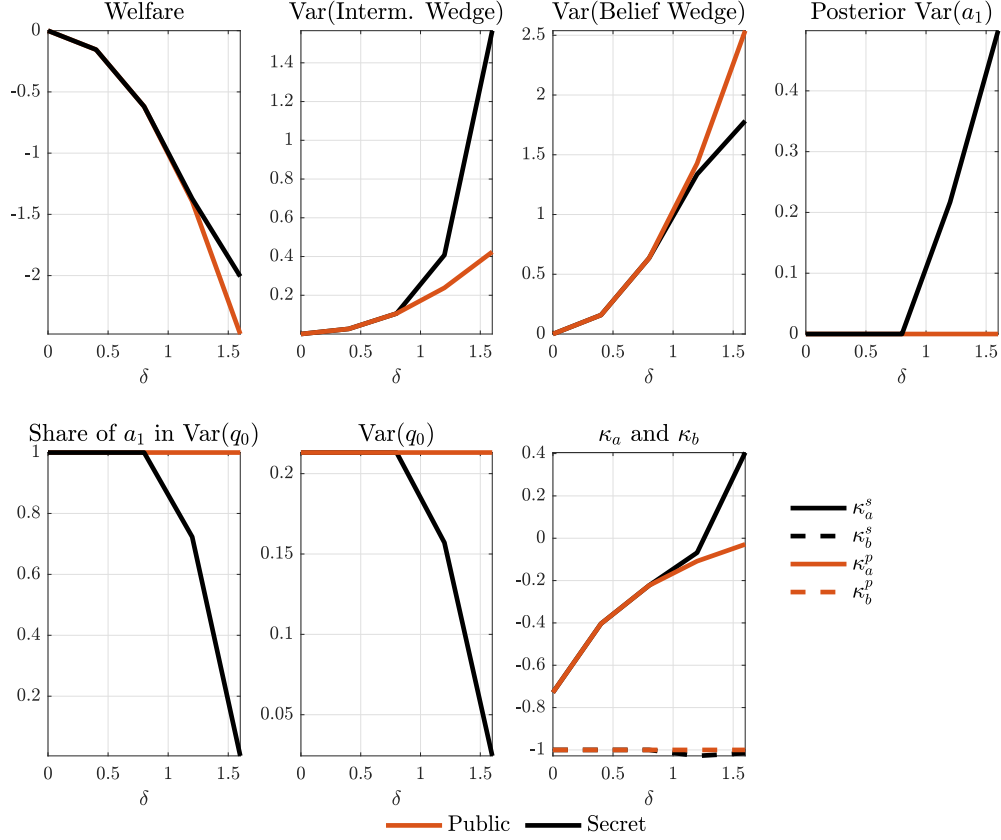 Welfare
0
-0.5
-1
-1.5
-2
0 0.5 1 1.5
δ
Var(Interm. Wedge)
1.4
1.2
1
0.8
0.6
0.4
0.2
0 0.5 1 1.5
δ
Var(Belief Wedge)
2.5
2
1.5
1
0.5
0
0 0.5 1 1.5
δ
Posterior Var(a₁)
0.4
0.3
0.2
0.1
0
0 0.5 1 1.5
δ
Share of a₁ in Var(q₀)
1
0.8
0.6
0.4
0.2
0 0.5 1 1.5
δ
Var(q₀)
0.2
0.15
0.1
0.05
0 0.5 1 1.5
δ
κₐ and κ_b
0.4
0.2
0
-0.2
-0.4
-0.6
-0.8
-1
0 0.5 1 1.5
δ
κₐˢ
κ_bˢ
κₐᵖ
κ_bᵖ
Public Secret